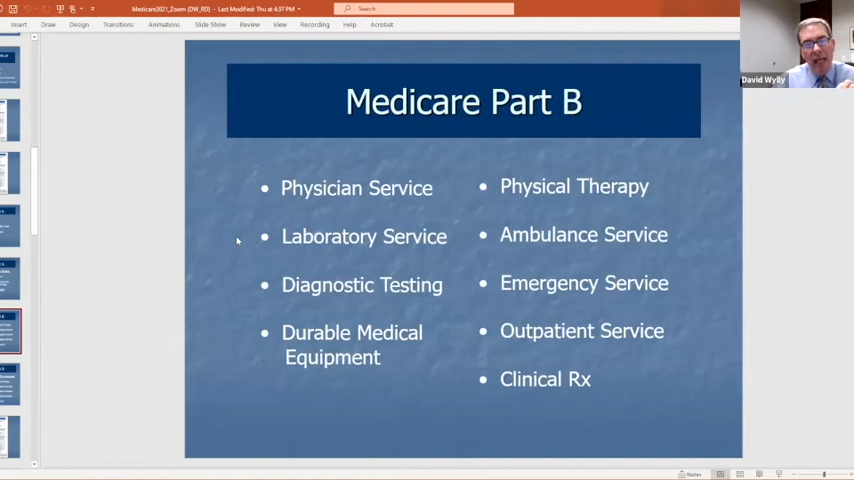 Medicare2021_Zoom (DW_RD) - Last Modified: Thu at 4:37 PM
Search
Insert Draw Design Transitions Animations Slide Show Review View Recording Help Acrobat
David Wylly
Medicare Part B
• Physician Service
• Laboratory Service
• Diagnostic Testing
• Durable Medical
Equipment
• Physical Therapy
• Ambulance Service
• Emergency Service
• Outpatient Service
• Clinical Rx
Notes